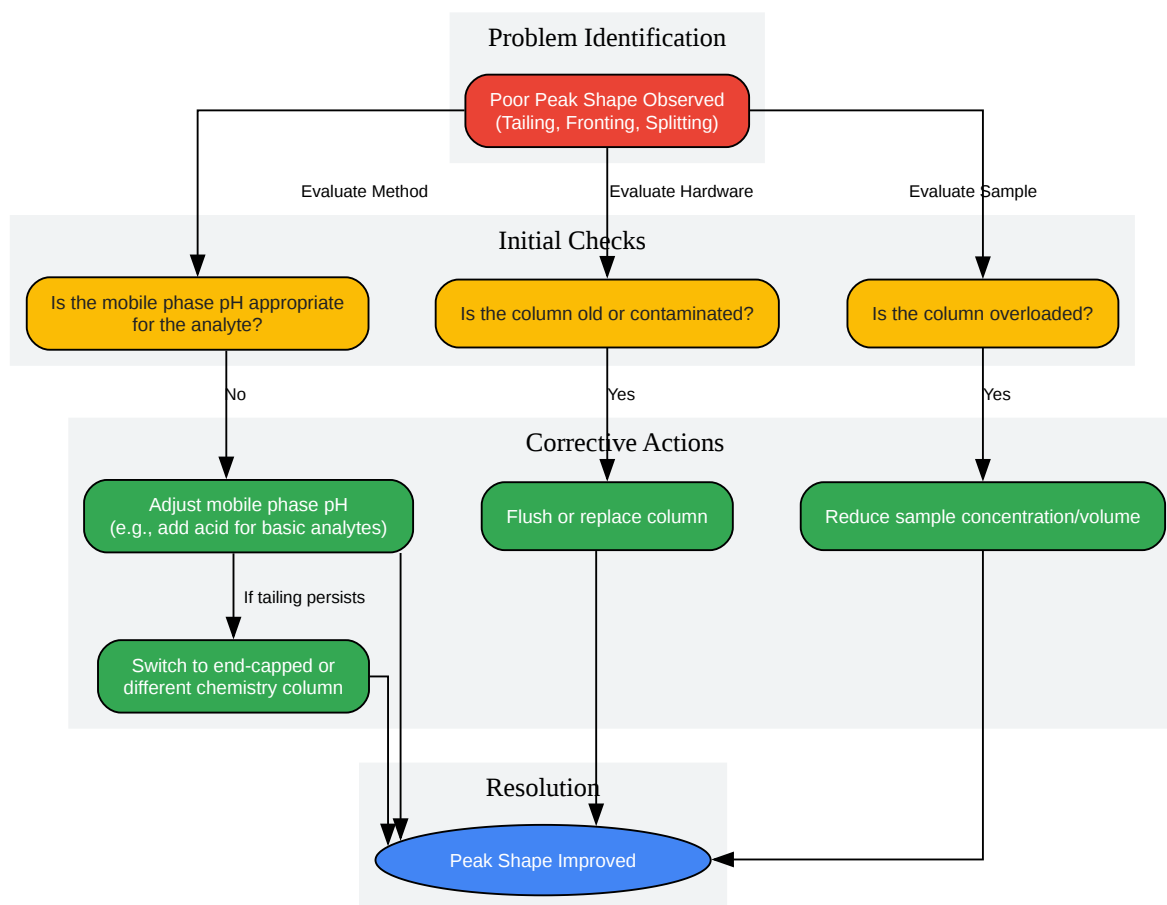 Problem Identification
Poor Peak Shape Observed
(Tailing, Fronting, Splitting)
Evaluate Method
Evaluate Hardware
Evaluate Sample
Initial Checks
Is the mobile phase pH appropriate
for the analyte?
Is the column old or contaminated?
Is the column overloaded?
No
Yes
Yes
Corrective Actions
Adjust mobile phase pH
(e.g., add acid for basic analytes)
Flush or replace column
Reduce sample concentration/volume
If tailing persists
Switch to end-capped or
different chemistry column
Resolution
Peak Shape Improved